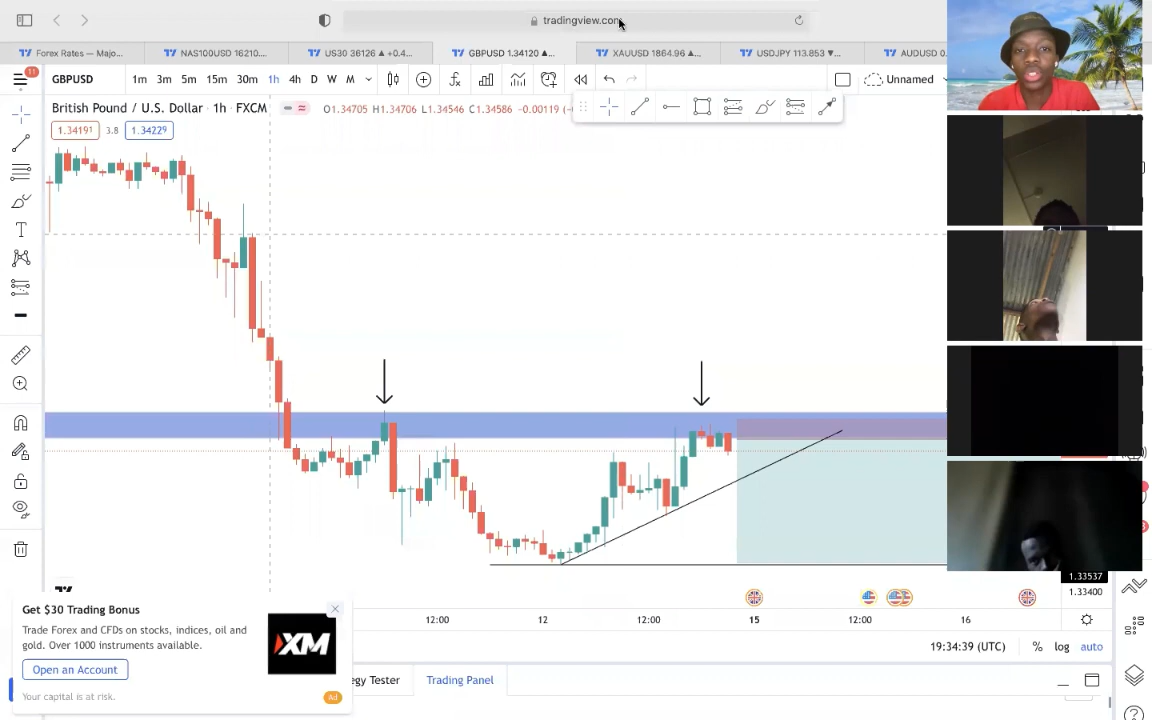 tradingview.com
Forex Rates — Majo...
NAS100USD 16210....
US30 36126 ▲ +0.4...
GBPUSD 1.34120 ▲...
XAUUSD 1864.96 ▲...
USDJPY 113.853 ▼...
AUDUSD 0.
11
GBPUSD
1m 3m 5m 15m 30m 1h 4h D W M
Unnamed
British Pound / U.S. Dollar · 1h · FXCM
O1.34705 H1.34706 L1.34546 C1.34586 −0.00119 (−
1.34191 3.8 1.34229
1.33537
1.33400
12:00 12 12:00 15 12:00 16
19:34:39 (UTC) % log auto
Get $30 Trading Bonus
Trade Forex and CFDs on stocks, indices, oil and
gold. Over 1000 instruments available.
XM
Open an Account
Your capital is at risk.
Ad
egy Tester Trading Panel